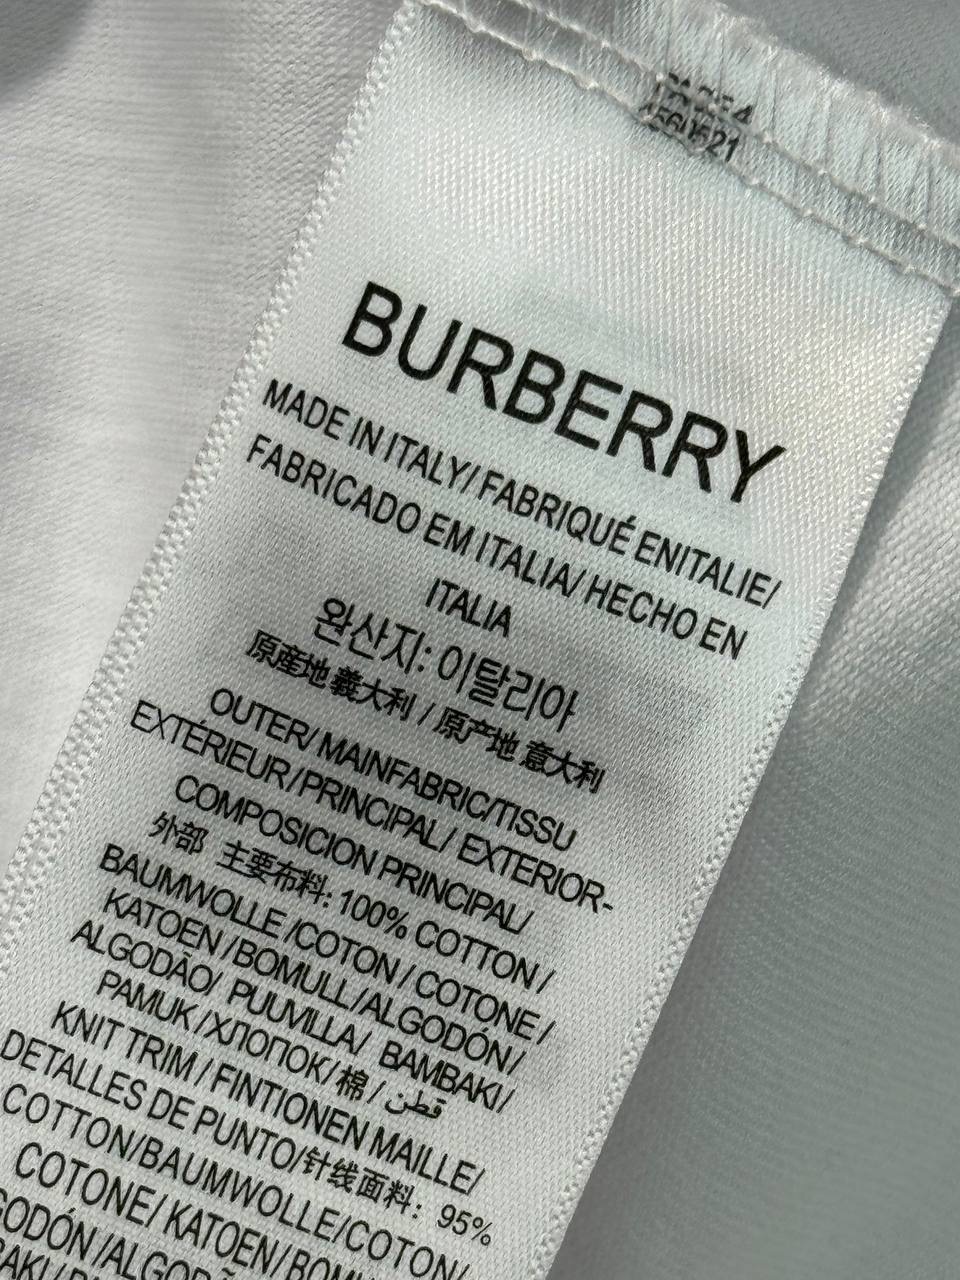 BURBERRY
MADE IN ITALY/ FABRIQUÉ ENITALIE/
FABRICADO EM ITALIA/ HECHO EN
ITALIA
완산지: 이탈리아
原産地 義大利 / 原产地 意大利
OUTER/ MAINFABRIC/TISSU
EXTÉRIEUR/PRINCIPAL/ EXTERIOR-
COMPOSICION PRINCIPAL/
外部 主要布料: 100% COTTON /
BAUMWOLLE /COTON / COTONE /
KATOEN /BOMULL/ALGODÓN /
ALGODÃO/ PUUVILLA/ BAMBAKI /
PAMUK /ХЛОПОК/ 棉 / قطن
KNIT TRIM / FINTIONEN MAILLE/
DETALLES DE PUNTO/针线面料: 95%
COTTON/BAUMWOLLE/COTON/
COTONE/ KATOEN/